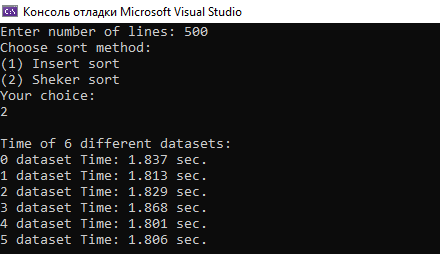 Консоль отладки Microsoft Visual Studio
Enter number of lines: 500
Choose sort method:
(1) Insert sort
(2) Sheker sort
Your choice:
2
Time of 6 different datasets:
0 dataset Time: 1.837 sec.
1 dataset Time: 1.813 sec.
2 dataset Time: 1.829 sec.
3 dataset Time: 1.868 sec.
4 dataset Time: 1.801 sec.
5 dataset Time: 1.806 sec.